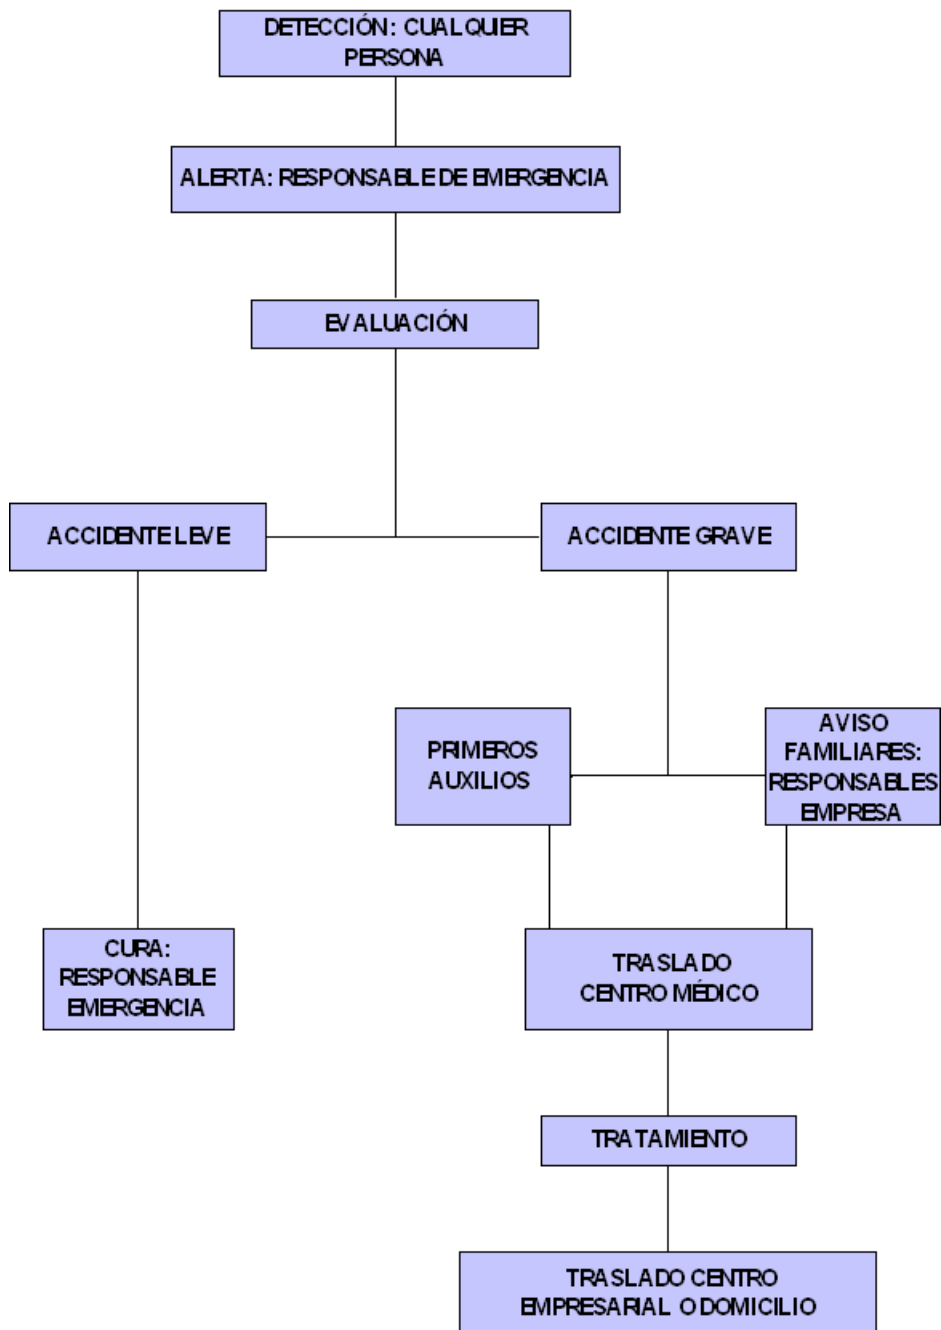 DETECCIÓN: CUALQUIER
PERSONA
ALERTA: RESPONSABLE DE EMERGENCIA
EVALUACIÓN
ACCIDENTE LEVE
ACCIDENTE GRAVE
PRIMEROS
AUXILIOS
AVISO
FAMILIARES:
RESPONSABLES
EMPRESA
CURA:
RESPONSABLE
EMERGENCIA
TRASLADO
CENTRO MÉDICO
TRATAMIENTO
TRASLADO CENTRO
EMPRESARIAL O DOMICILIO